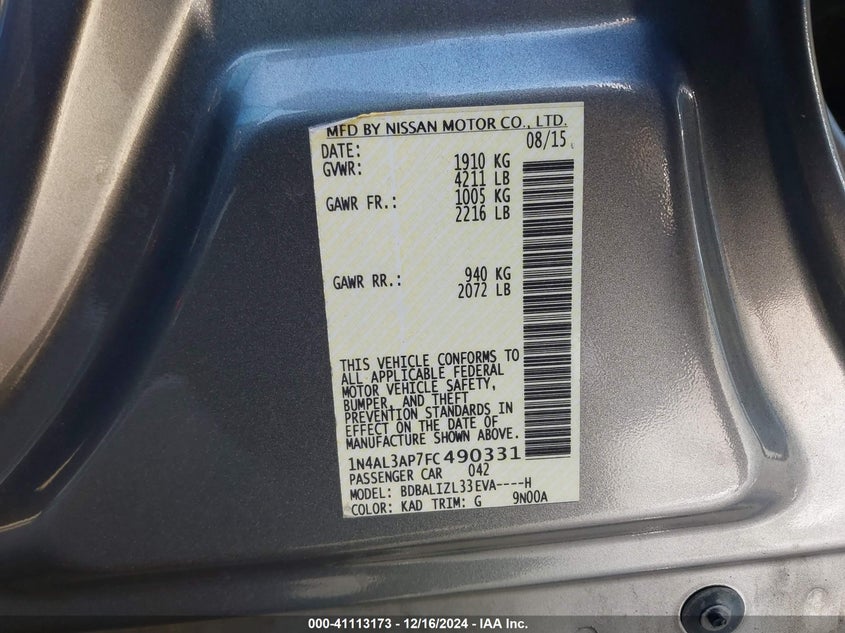 MFD BY NISSAN MOTOR CO., LTD.
DATE: 08/15
GVWR: 1910 KG
4211 LB
GAWR FR.: 1005 KG
2216 LB
GAWR RR.: 940 KG
2072 LB
THIS VEHICLE CONFORMS TO
ALL APPLICABLE FEDERAL
MOTOR VEHICLE SAFETY,
BUMPER, AND THEFT
PREVENTION STANDARDS IN
EFFECT ON THE DATE OF
MANUFACTURE SHOWN ABOVE.
1N4AL3AP7FC490331
PASSENGER CAR 042
MODEL: BDBALIZL33EVA----H
COLOR: KAD TRIM: G 9N00A
000-41113173 - 12/16/2024 - IAA Inc.